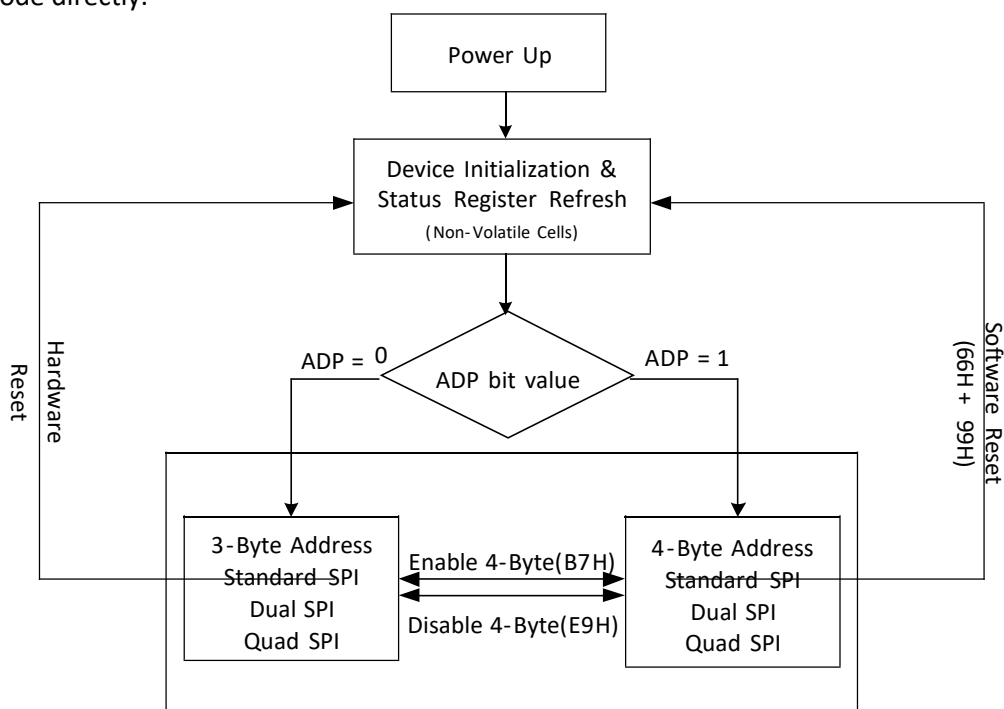 ode directly.
Power Up
Device Initialization &
Status Register Refresh
(Non-Volatile Cells)
ADP = 0
ADP = 1
ADP bit value
Hardware
Reset
Software Reset
(66H + 99H)
3-Byte Address
Standard SPI
Dual SPI
Quad SPI
Enable 4-Byte(B7H)
Disable 4-Byte(E9H)
4-Byte Address
Standard SPI
Dual SPI
Quad SPI